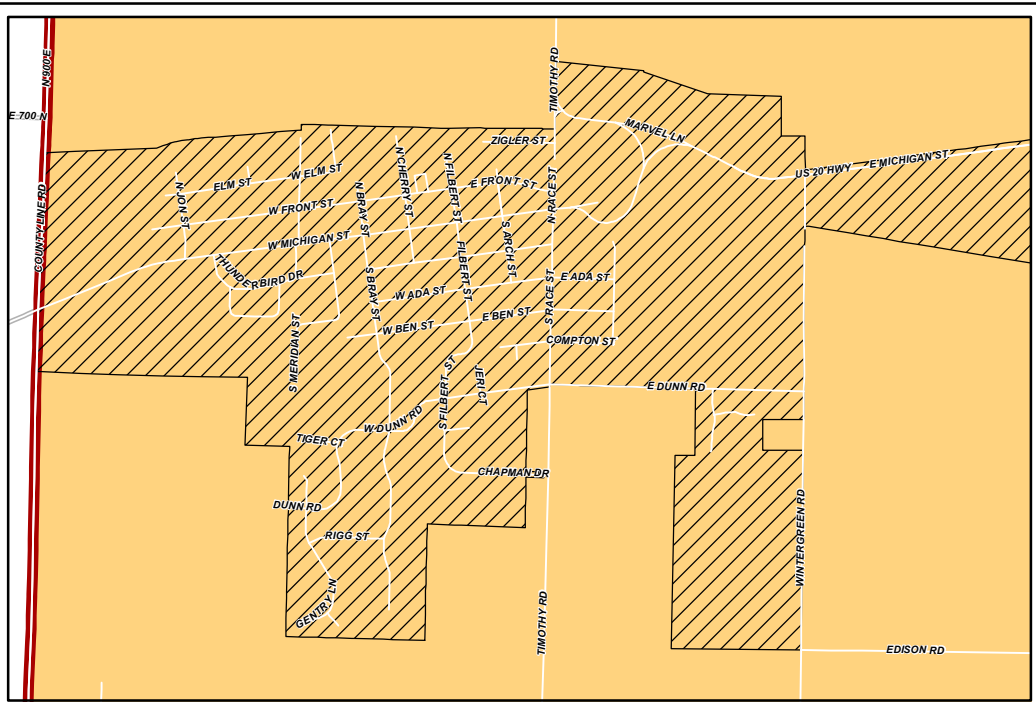 N 900 E
TIMOTHY RD
E 700 N
MARVEL LN
ZIGLER ST
US 20 HWY
E MICHIGAN ST
W ELM ST
ELM ST
N JON ST
N BRAY ST
N CHERRY ST
N FILBERT ST
E FRONT ST
N RACE ST
COUNTY LINE RD
W FRONT ST
W MICHIGAN ST
S ARCH ST
FILBERT ST
THUNDERBIRD DR
S BRAY ST
W ADA ST
E ADA ST
S RACE ST
W BEN ST
E BEN ST
COMPTON ST
S MERIDIAN ST
S FILBERT ST
JERI CT
E DUNN RD
W DUNN RD
TIGER CT
CHAPMAN DR
DUNN RD
RIGG ST
WINTERGREEN RD
GENTRY LN
TIMOTHY RD
EDISON RD